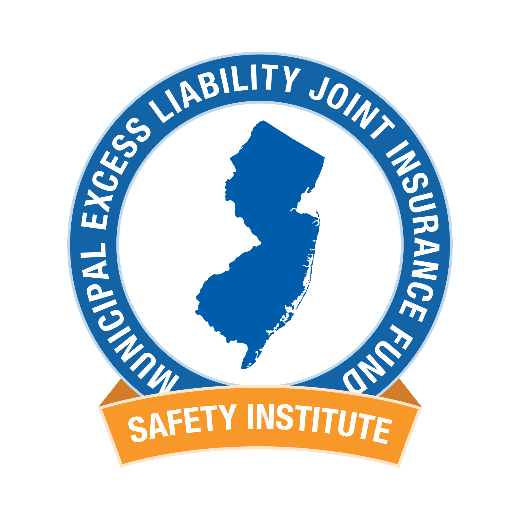 MUNICIPAL EXCESS LIABILITY JOINT INSURANCE FUND
SAFETY INSTITUTE